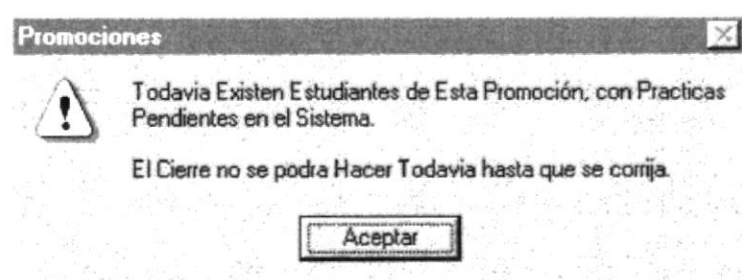 Promociones
Todavia Existen Estudiantes de Esta Promoción, con Practicas
Pendientes en el Sistema.
El Cierre no se podra Hacer Todavia hasta que se corrija.
Aceptar